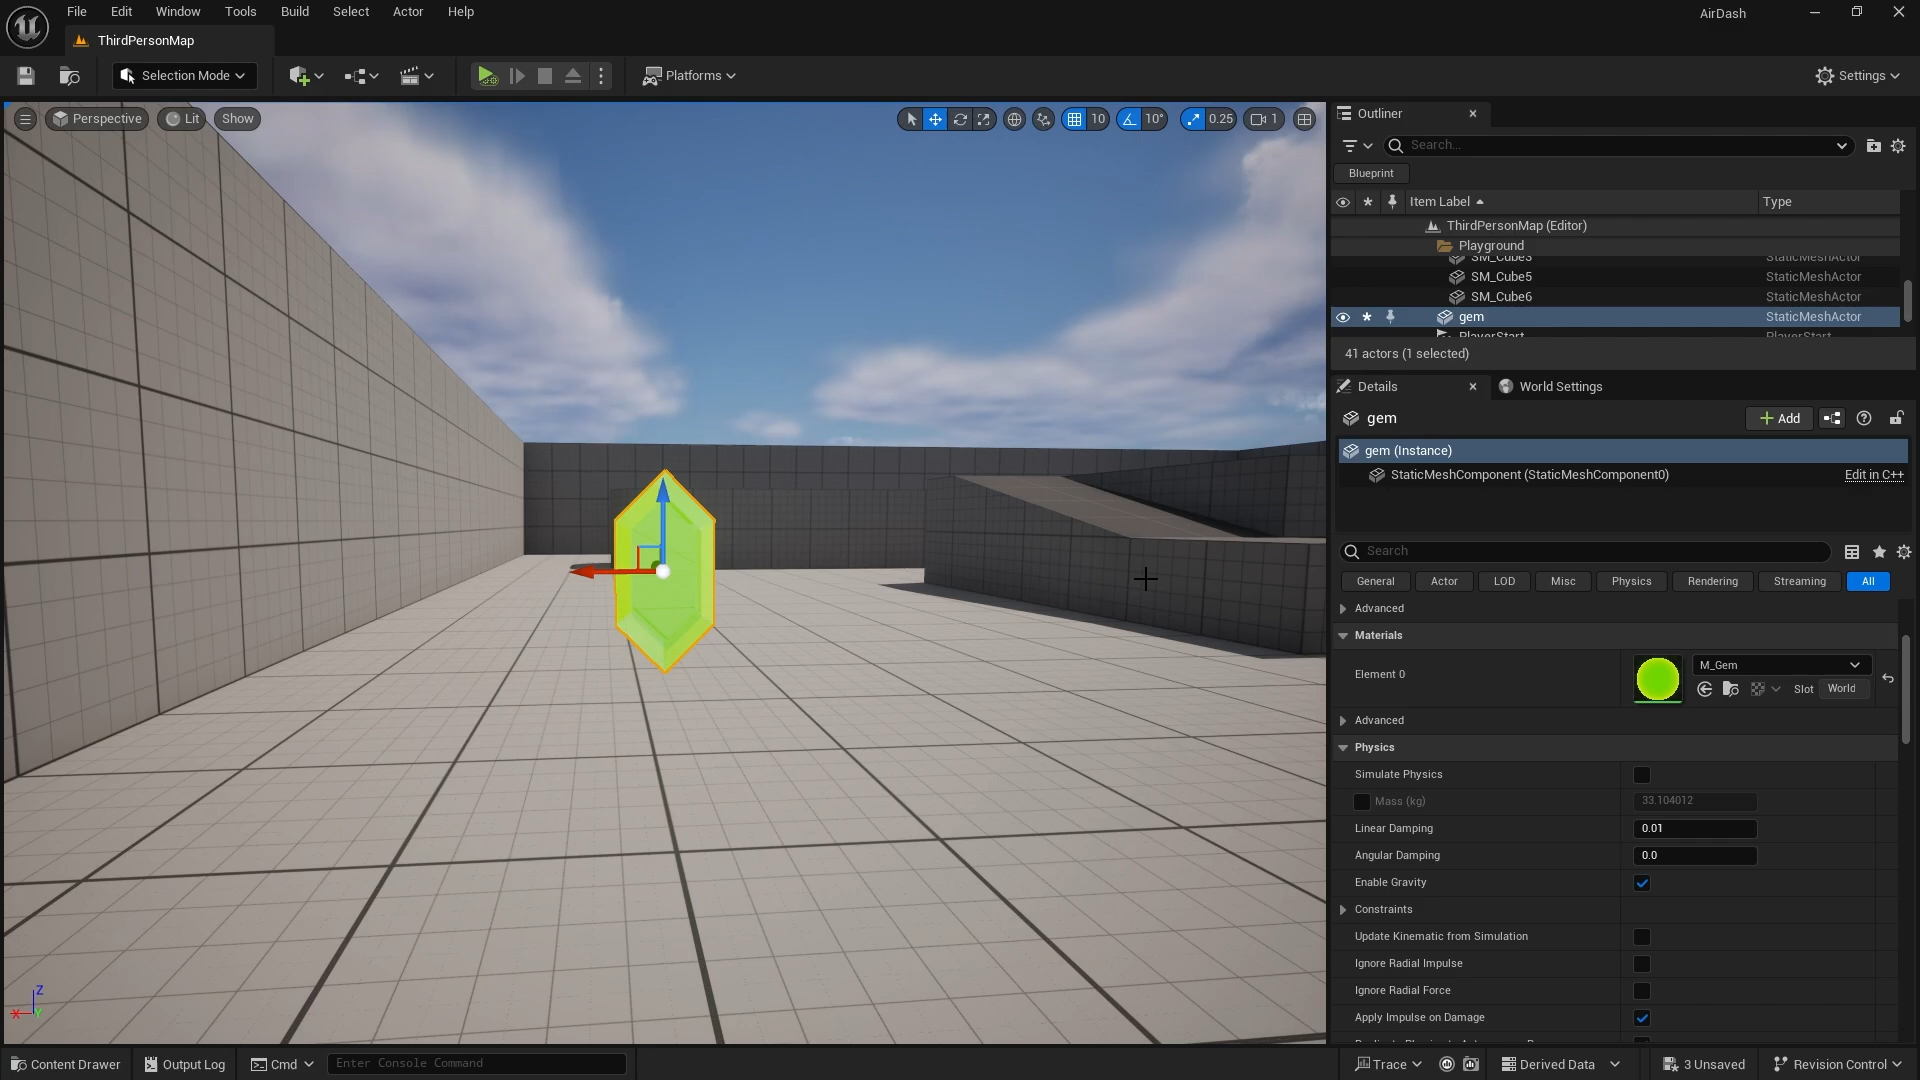 File Edit Window Tools Build Select Actor Help
AirDash
ThirdPersonMap
Selection Mode
Platforms
Settings
Perspective Lit Show
10 10° 0.25 1
Outliner
Search...
Blueprint
Item Label Type
ThirdPersonMap (Editor)
Playground
SM_Cube3 StaticMeshActor
SM_Cube5 StaticMeshActor
SM_Cube6 StaticMeshActor
gem StaticMeshActor
PlayerStart PlayerStart
41 actors (1 selected)
Details World Settings
gem
Add
gem (Instance)
StaticMeshComponent (StaticMeshComponent0) Edit in C++
Search
General Actor LOD Misc Physics Rendering Streaming All
Advanced
Materials
Element 0
M_Gem
Slot World
Advanced
Physics
Simulate Physics
Mass (kg) 33.104012
Linear Damping 0.01
Angular Damping 0.0
Enable Gravity
Constraints
Update Kinematic from Simulation
Ignore Radial Impulse
Ignore Radial Force
Apply Impulse on Damage
Z
X Y
Content Drawer Output Log Cmd Enter Console Command
Trace Derived Data 3 Unsaved Revision Control